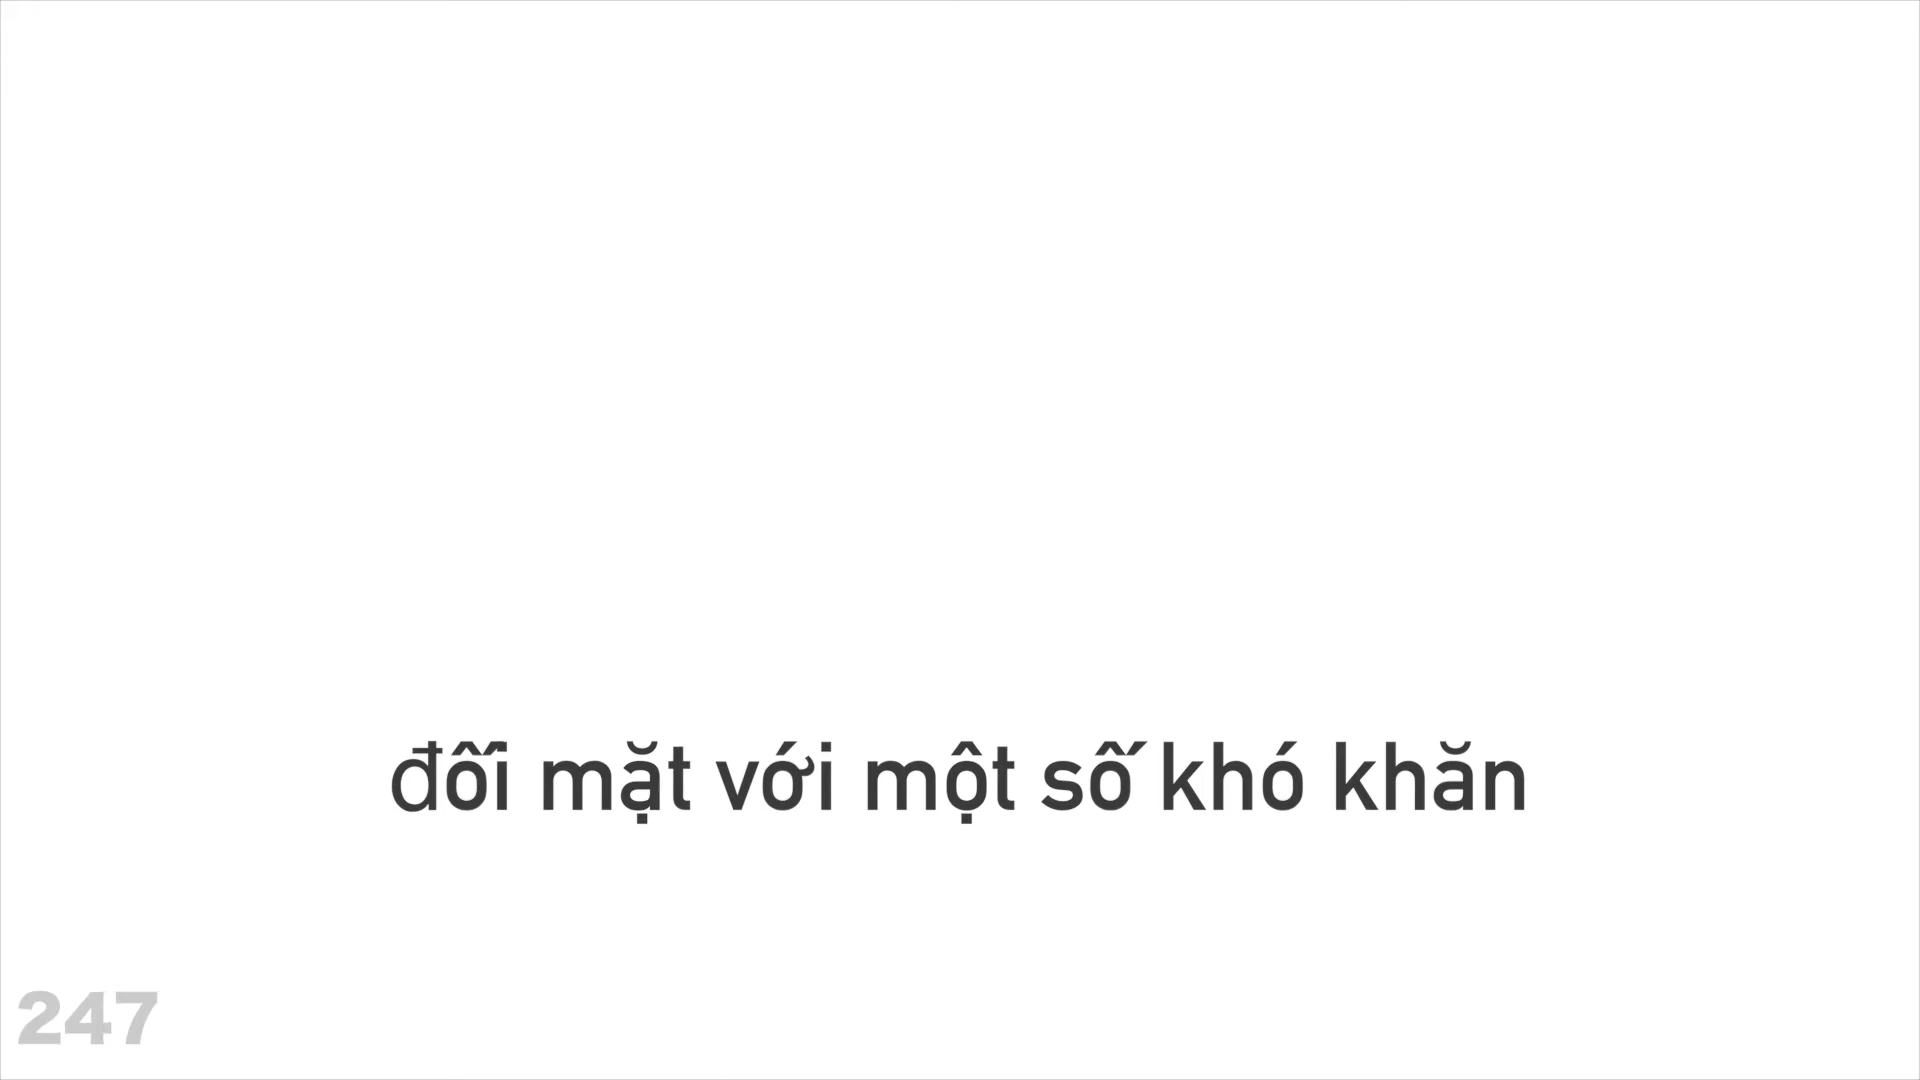 đối mặt với một số khó khăn
247